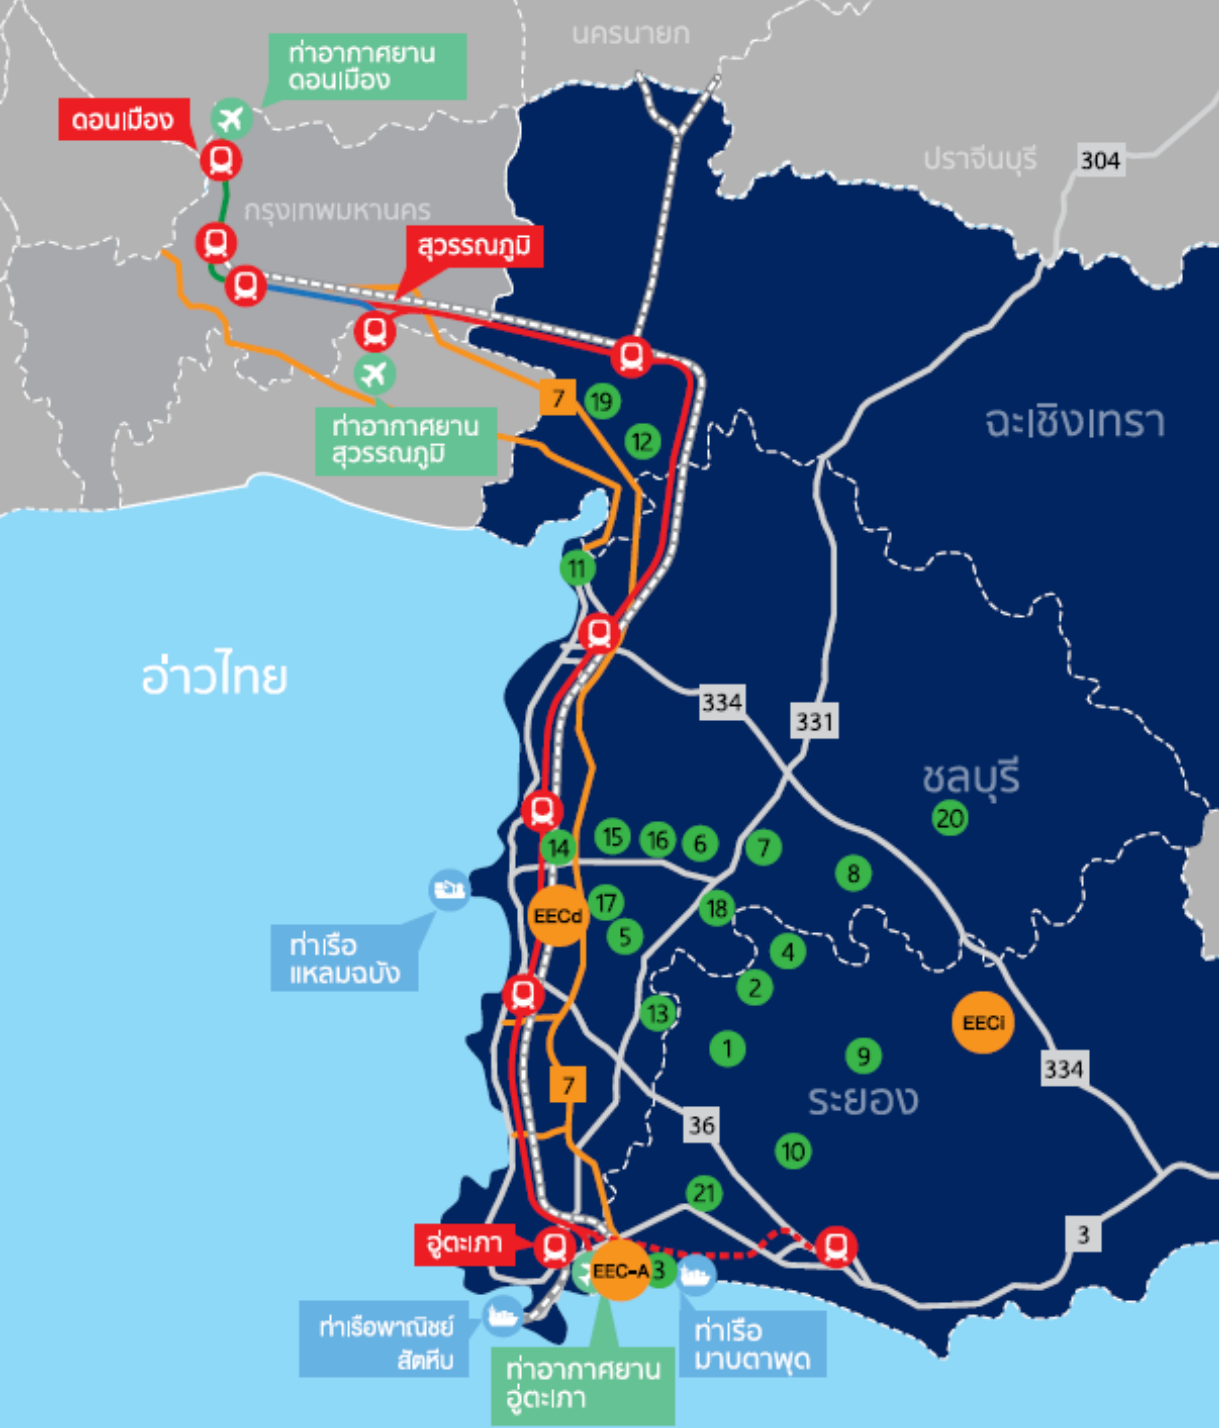 นครนายก
ท่าอากาศยาน
ดอนเมือง
ดอนเมือง
ปราจีนบุรี
304
กรุงเทพมหานคร
สุวรรณภูมิ
7
19
12
ฉะเชิงเทรา
ท่าอากาศยาน
สุวรรณภูมิ
11
อ่าวไทย
334
331
ชลบุรี
20
14
15
16
6
7
8
ท่าเรือ
แหลมฉบัง
EECd
17
5
18
4
2
13
1
9
EECi
7
36
ระยอง
334
10
21
3
อู่ตะเภา
EEC-A
3
ท่าเรือพาณิชย์
สัตหีบ
ท่าอากาศยาน
อู่ตะเภา
ท่าเรือ
มาบตาพุด